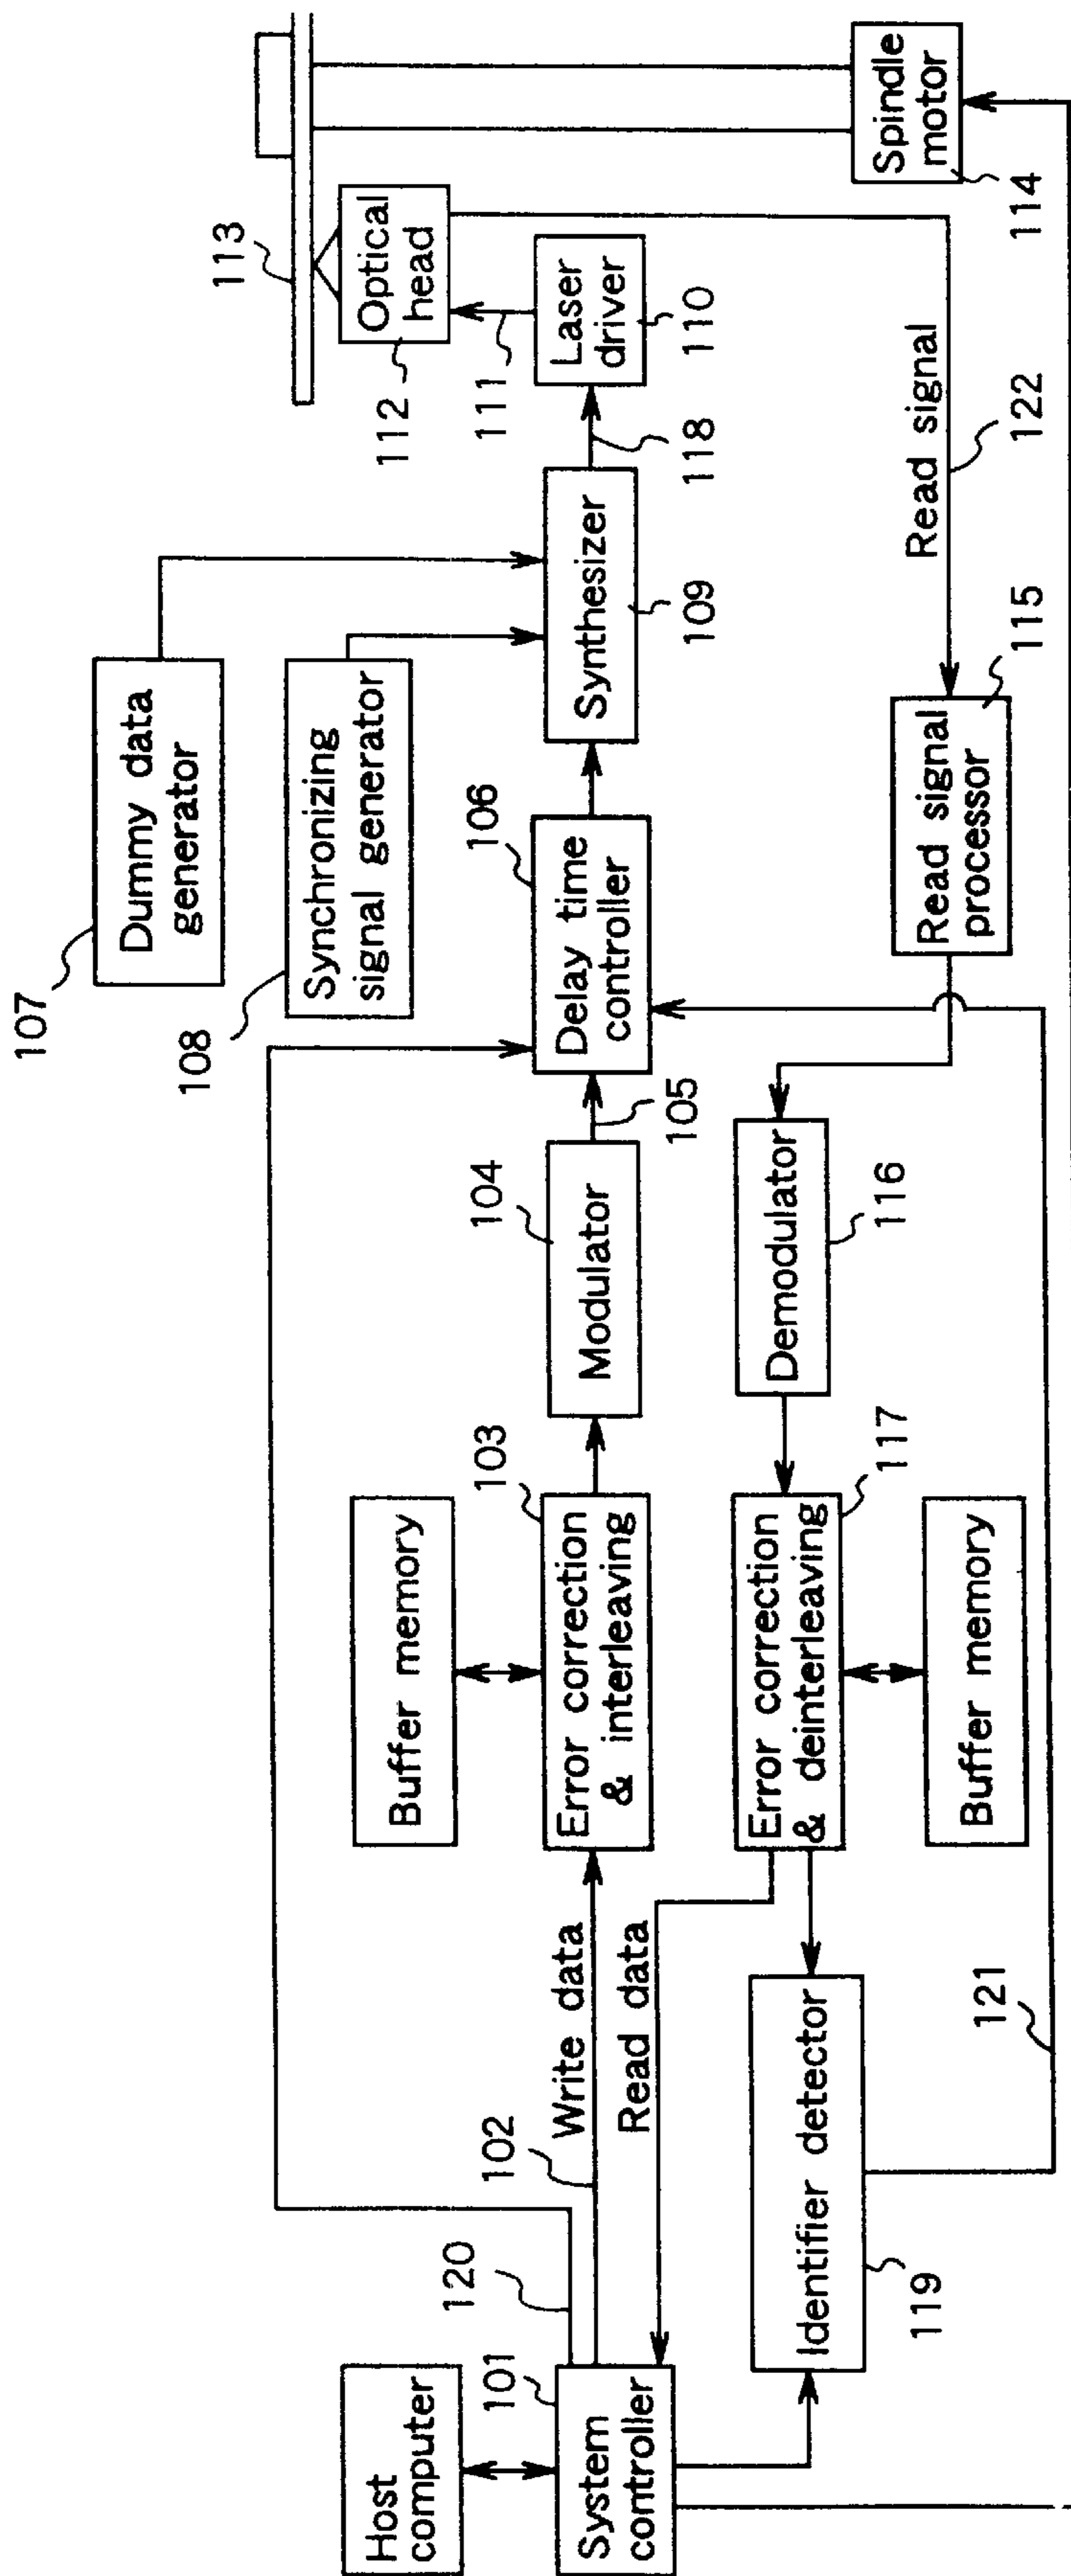 Host
computer
101
System
controller
120
102
Write data
Read data
Buffer memory
103
Error correction
& interleaving
104
Modulator
105
106
Delay time
controller
107
Dummy data
generator
108
Synchronizing
signal generator
Synthesizer
109
118
Laser
driver
110
111
112
Optical
head
113
Spindle
motor
114
Read signal
122
115
Read signal
processor
Demodulator
116
117
Error correction
& deinterleaving
Buffer memory
Identifier detector
119
121